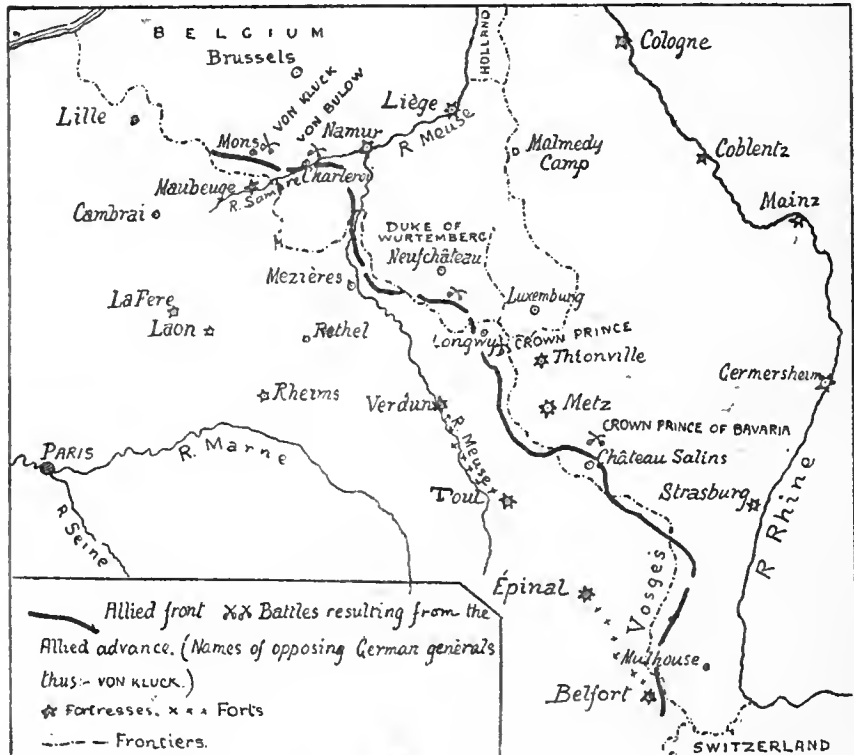 BELGIUM
Brussels
HOLLAND
Cologne
VON KLUCK
VON BULOW
Liège
Lille
Mons
Namur
R Meuse
Malmedy
Camp
Coblentz
Maubeuge
Charleroy
R. Sambre
Mainz
Cambrai
DUKE OF
WURTEMBERG
Neufchâteau
Mezières
Luxemburg
La Fere
Laon
Rethel
Longwy
CROWN PRINCE
Thionville
Germersheim
Rheims
Verdun
Metz
CROWN PRINCE OF BAVARIA
R. Meuse
PARIS
R. Marne
Château Salins
Toul
Strasburg
R Rhine
R. Seine
Épinal
Vosges
Mulhouse
Belfort
SWITZERLAND
Allied front Battles resulting from the
Allied advance. (Names of opposing German generals
thus:- VON KLUCK.)
Fortresses. x x x Forts
Frontiers.